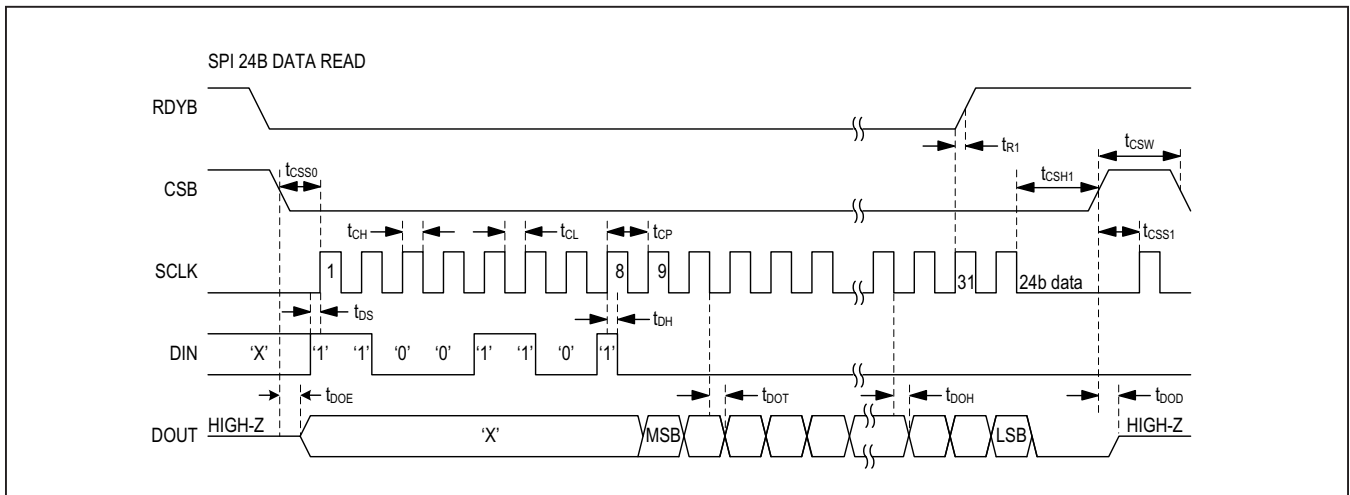 SPI 24B DATA READ
RDYB
tR1
tCSW
tCSS0
tCSH1
CSB
tCH
tCL
tCP
tCSS1
SCLK
1
8
9
31
24b data
tDS
tDH
DIN
'X' '1' '1' '0' '0' '1' '1' '0' '1'
tDOE
tDOT
tDOH
tDOD
DOUT
HIGH-Z
'X'
MSB
LSB
HIGH-Z